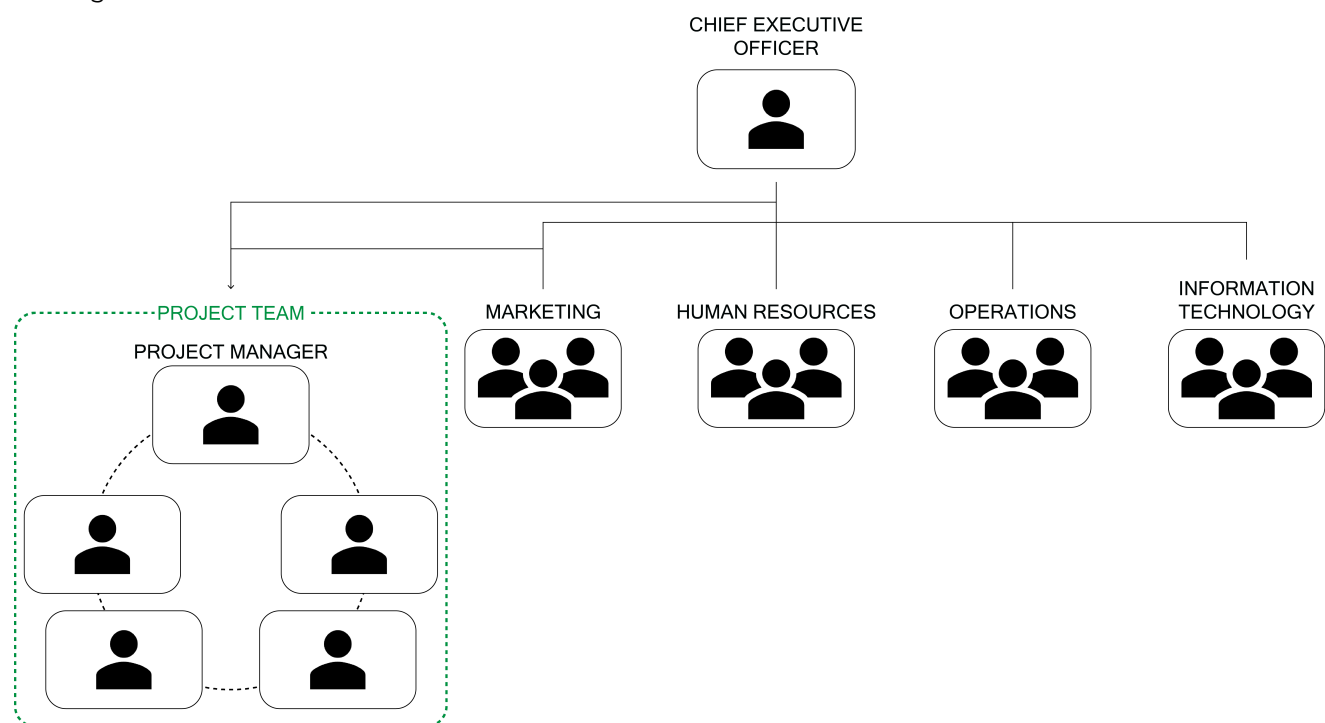 CHIEF EXECUTIVE
OFFICER
PROJECT TEAM
PROJECT MANAGER
MARKETING
HUMAN RESOURCES
OPERATIONS
INFORMATION
TECHNOLOGY